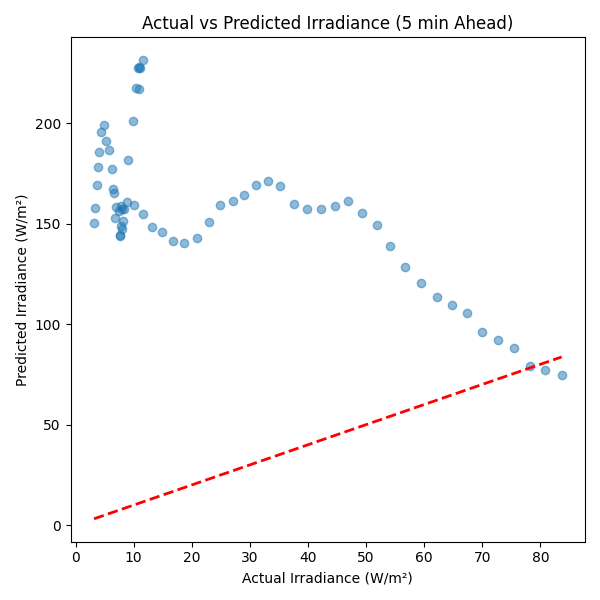 Actual vs Predicted Irradiance (5 min Ahead)
Predicted Irradiance (W/m²)
200
150
100
50
0
0 10 20 30 40 50 60 70 80
Actual Irradiance (W/m²)